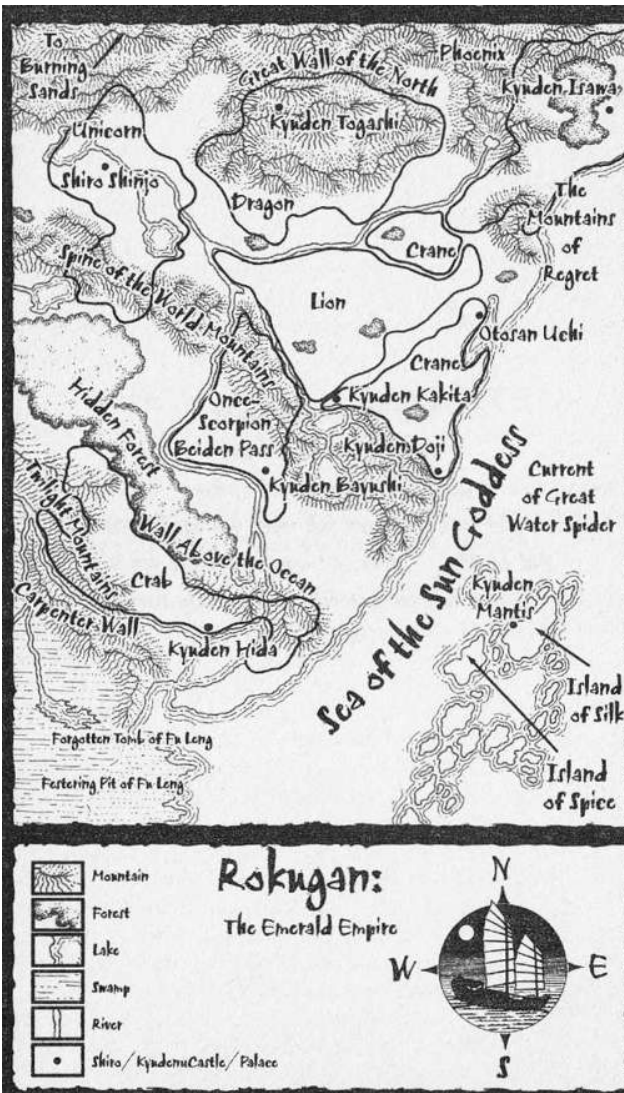 To
Burning
Sands
Great Wall of the North
Phoenix
Kyuden Isawa
Kyuden Togashi
Unicorn
Shiro Shinjo
Dragon
The
Mountains
of
Regret
Crane
Spine of the World Mountains
Lion
Otosan Uchi
Crane
Kyuden Kakita
Hidden Forest
Once-
Scorpion
Beiden Pass
Kyuden Doji
Kyuden Bayushi
Current
of Great
Water Spider
Sea of the Sun Goddess
Twilight Mountains
Wall Above the Ocean
Crab
Carpenter Wall
Kyuden Hida
Kyuden
Mantis
Island
of Silk
Island
of Spice
Forgotten Tomb of Fu Leng
Festering Pit of Fu Leng
Rokugan:
The Emerald Empire
Mountain
Forest
Lake
Swamp
River
Shiro/KyudenuCastle/Palace
N
W
E
S